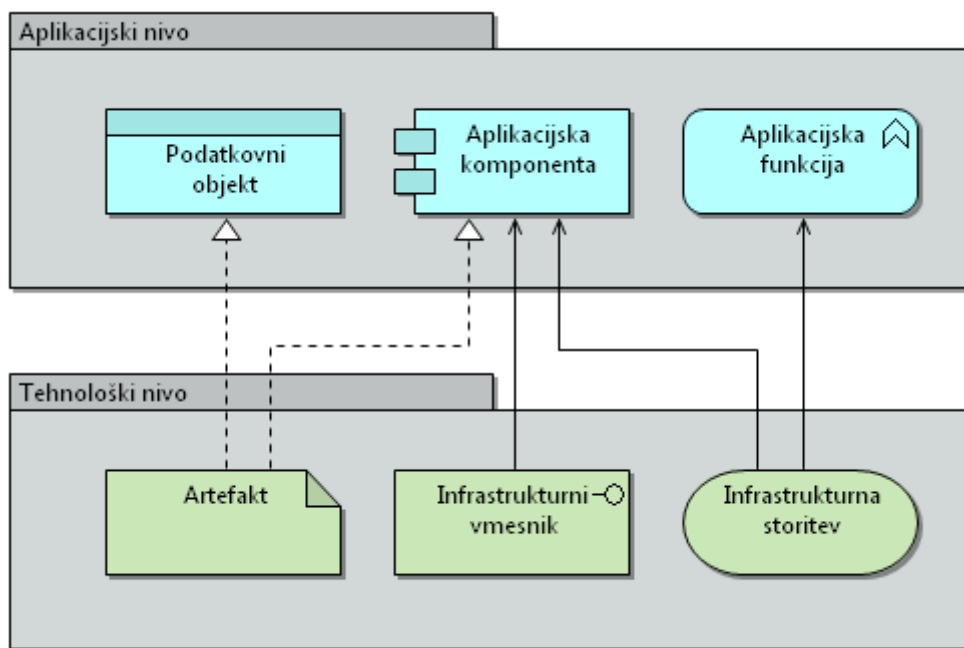 Aplikacijski nivo
Podatkovni
objekt
Aplikacijska
komponenta
Aplikacijska
funkcija
Tehnološki nivo
Artefakt
Infrastrukturni
vmesnik
Infrastrukturna
storitev